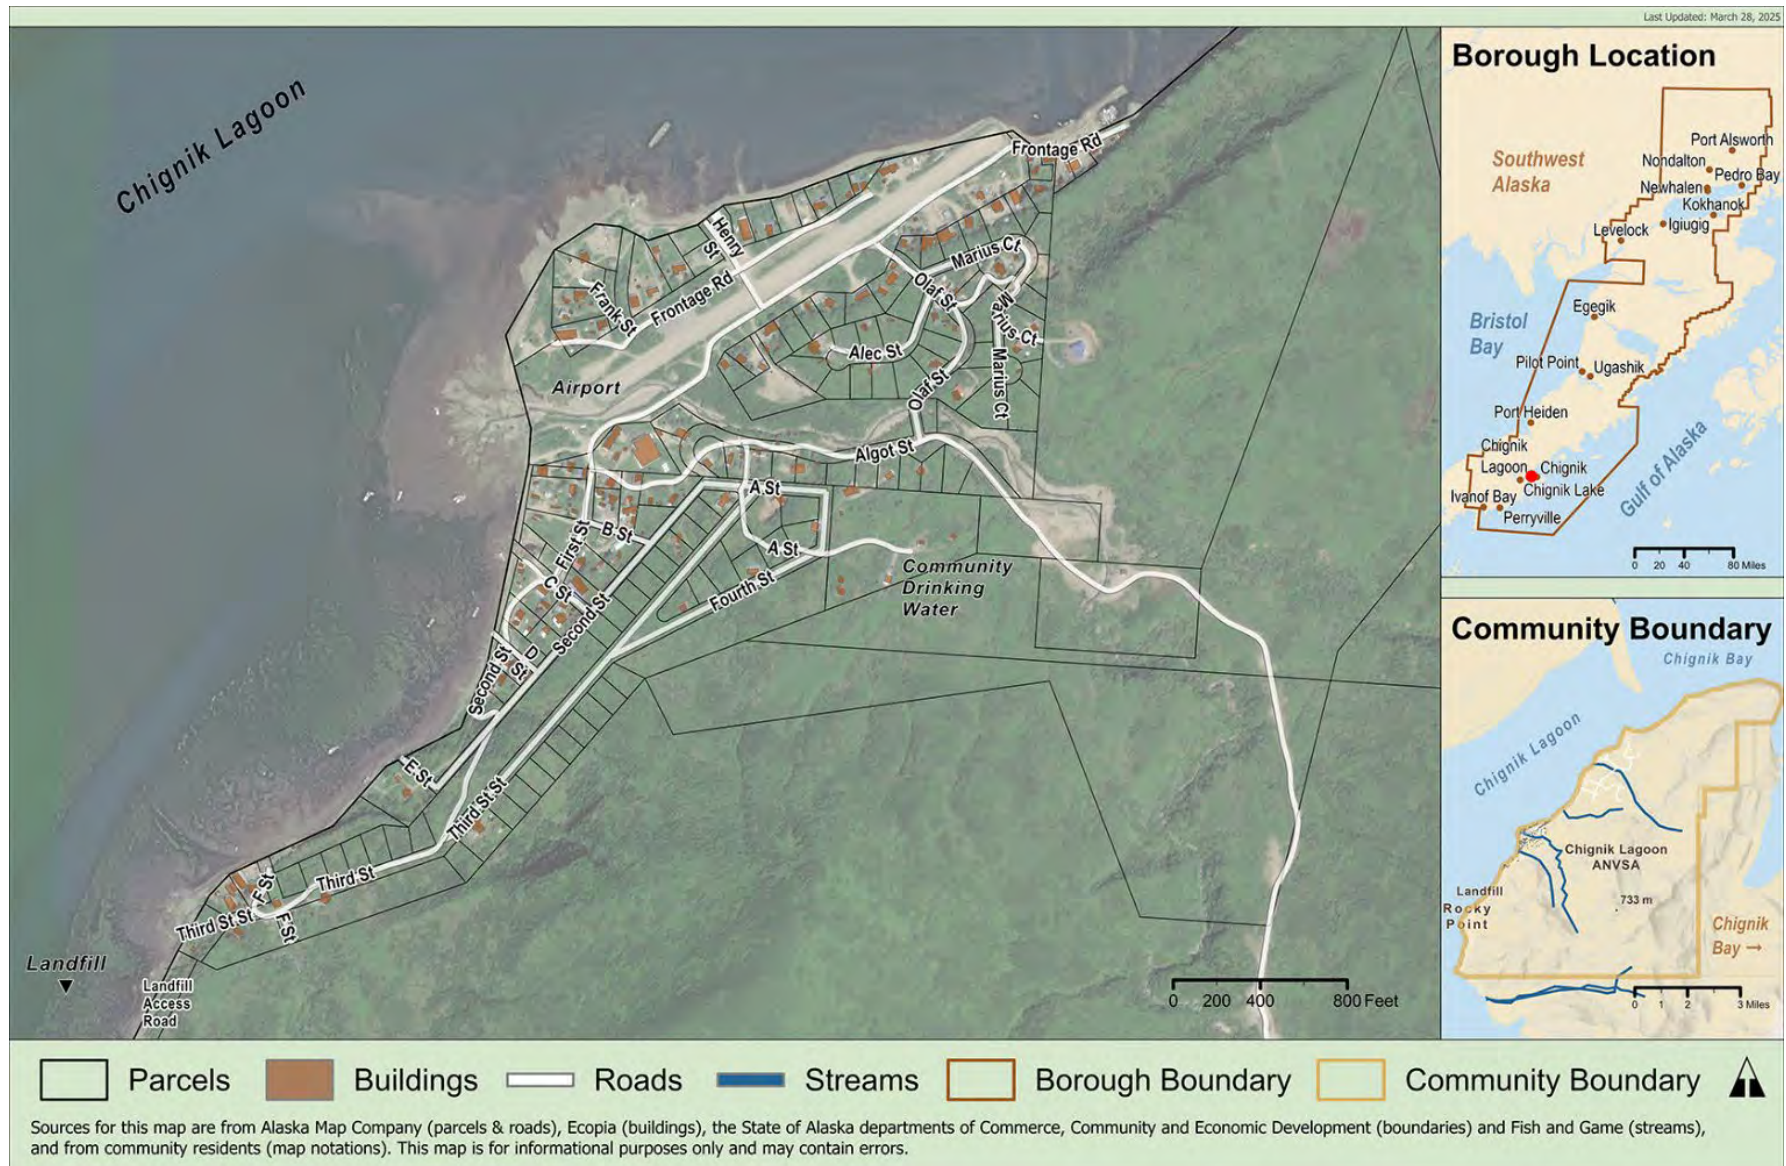 Last Updated: March 28, 2025
Chignik Lagoon
Frontage Rd
Henry
St
Frontage Rd
Frank St
Marius Ct
Olaf St
Marius Ct
Marius Ct
Alec St
Olaf St
Airport
Algot St
A St
A St
B St
First St
C St
Fourth St
Second St
Community
Drinking
Water
D
St
Second St
E St
Third St St
Third St
F St
F St
Third St St
Landfill
Landfill
Access
Road
0 200 400 800 Feet
Borough Location
Southwest
Alaska
Port Alsworth
Nondalton
Pedro Bay
Newhalen
Kokhanok
Igiugig
Levelock
Egegik
Bristol
Bay
Pilot Point
Ugashik
Port Heiden
Chignik
Lagoon
Chignik
Chignik Lake
Ivanof Bay
Perryville
Gulf of Alaska
0 20 40 80 Miles
Community Boundary
Chignik Bay
Chignik Lagoon
Chignik Lagoon
ANVSA
Landfill
Rocky
Point
733 m
Chignik
Bay →
0 1 2 3 Miles
Parcels
Buildings
Roads
Streams
Borough Boundary
Community Boundary
Sources for this map are from Alaska Map Company (parcels & roads), Ecopia (buildings), the State of Alaska departments of Commerce, Community and Economic Development (boundaries) and Fish and Game (streams),
and from community residents (map notations). This map is for informational purposes only and may contain errors.